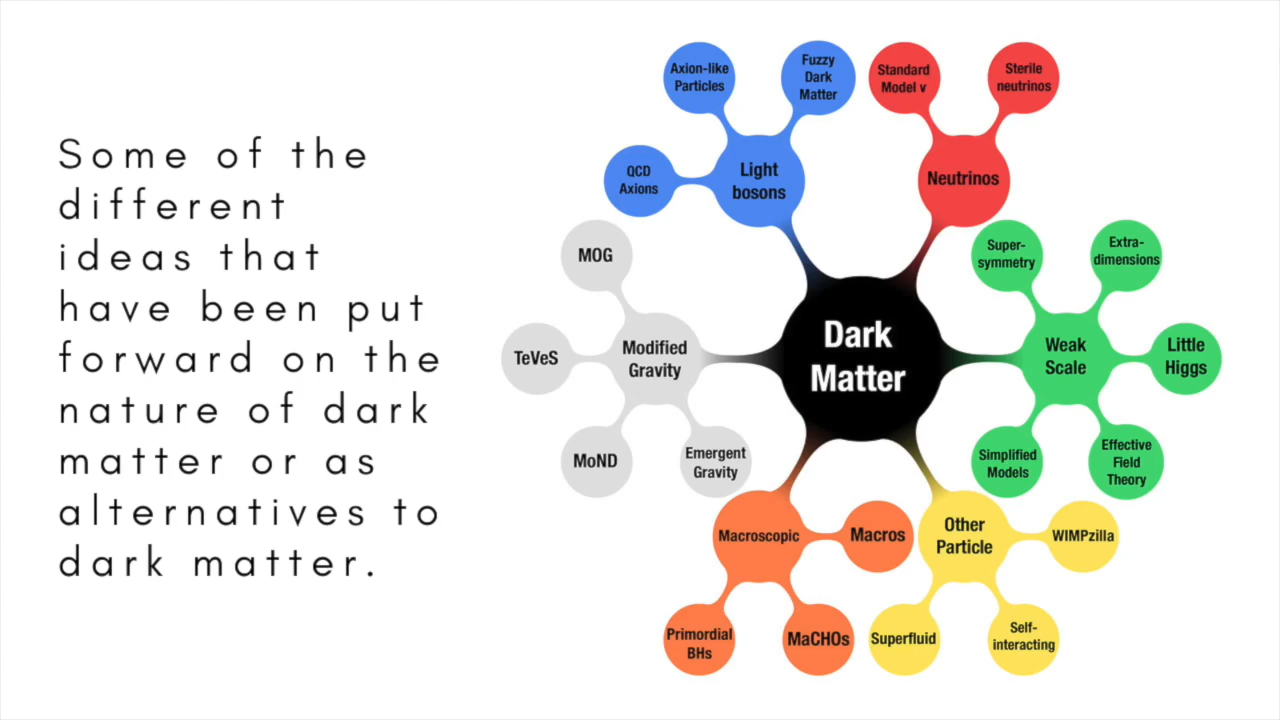 Some of the
different
ideas that
have been put
forward on the
nature of dark
matter or as
alternatives to
dark matter.
Axion-like
Particles
Fuzzy
Dark
Matter
QCD
Axions
Light
bosons
Standard
Model ν
Sterile
neutrinos
Neutrinos
MOG
TeVeS
Modified
Gravity
MoND
Emergent
Gravity
Dark
Matter
Super-
symmetry
Extra-
dimensions
Weak
Scale
Little
Higgs
Simplified
Models
Effective
Field
Theory
Macroscopic
Macros
Primordial
BHs
MaCHOs
Other
Particle
WIMPzilla
Superfluid
Self-
interacting